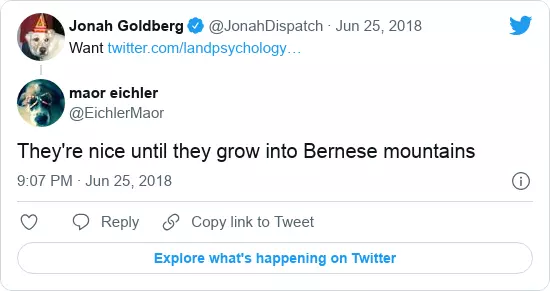 Jonah Goldberg @JonahDispatch · Jun 25, 2018
Want twitter.com/landpsychology…
maor eichler
@EichlerMaor
They're nice until they grow into Bernese mountains
9:07 PM · Jun 25, 2018
Reply Copy link to Tweet
Explore what's happening on Twitter